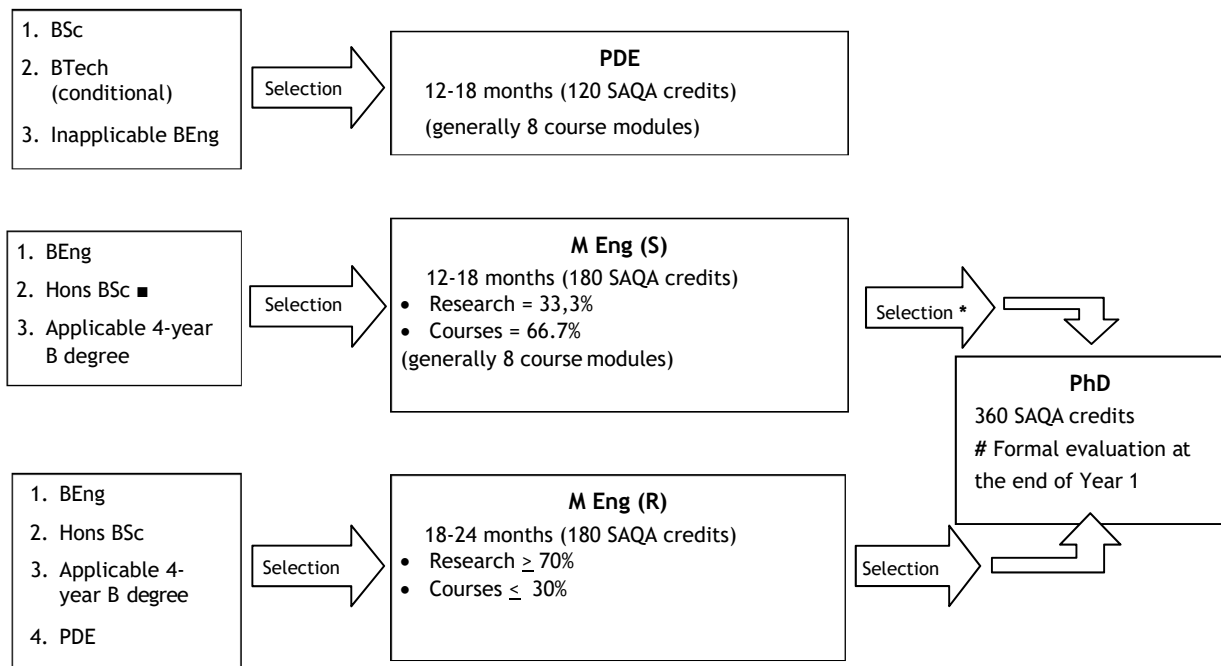 1. BSc
2. BTech
(conditional)
3. Inapplicable BEng
Selection
PDE
12-18 months (120 SAQA credits)
(generally 8 course modules)
1. BEng
2. Hons BSc ■
3. Applicable 4-year
B degree
Selection
M Eng (S)
12-18 months (180 SAQA credits)
• Research = 33,3%
• Courses = 66.7%
(generally 8 course modules)
Selection *
PhD
360 SAQA credits
# Formal evaluation at
the end of Year 1
1. BEng
2. Hons BSc
3. Applicable 4-
year B degree
4. PDE
Selection
M Eng (R)
18-24 months (180 SAQA credits)
• Research ≥ 70%
• Courses ≤ 30%
Selection